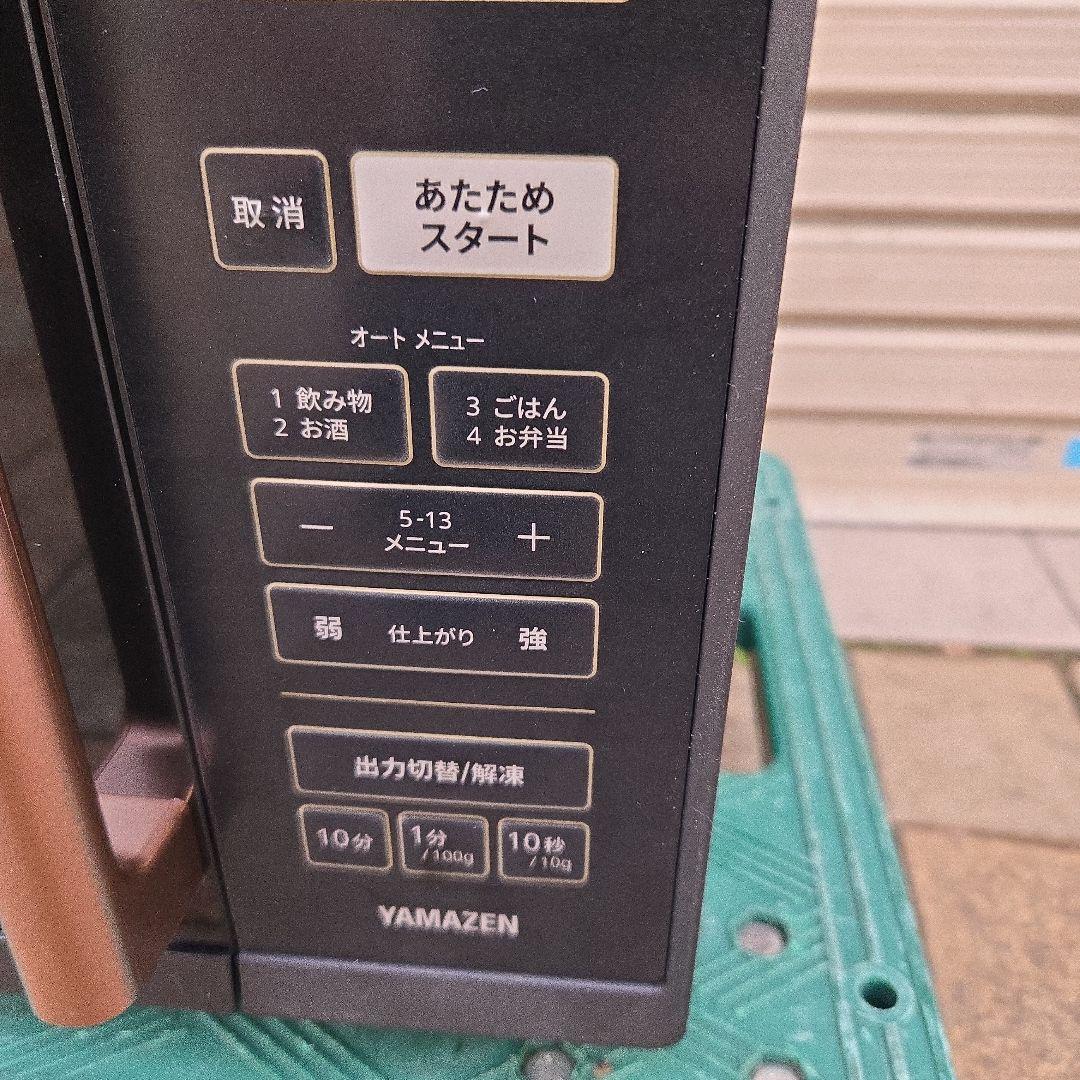 取消
あたため
スタート
オート メニュー
1 飲み物
2 お酒
3 ごはん
4 お弁当
− 5-13 +
メニュー
弱 仕上がり 強
出力切替/解凍
10分
1分
/100g
10秒
/10g
YAMAZEN